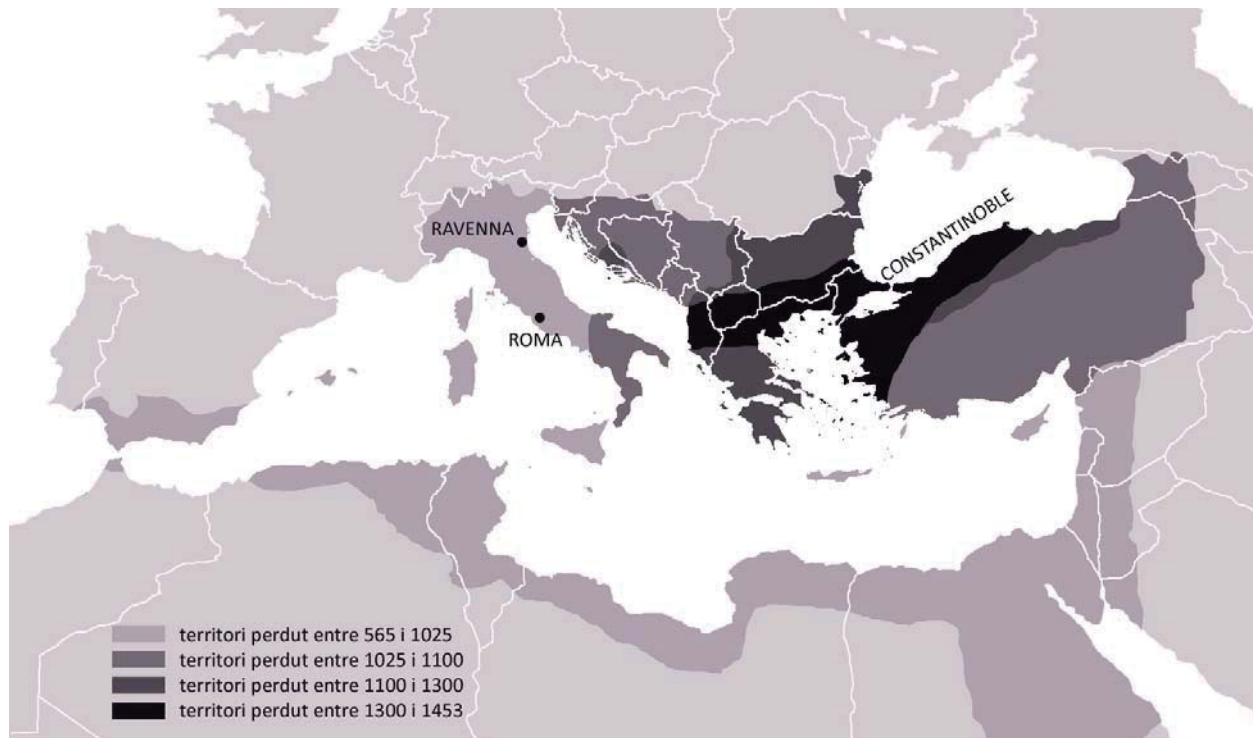 RAVENNA
ROMA
CONSTANTINOBLE
territori perdut entre 565 i 1025
territori perdut entre 1025 i 1100
territori perdut entre 1100 i 1300
territori perdut entre 1300 i 1453